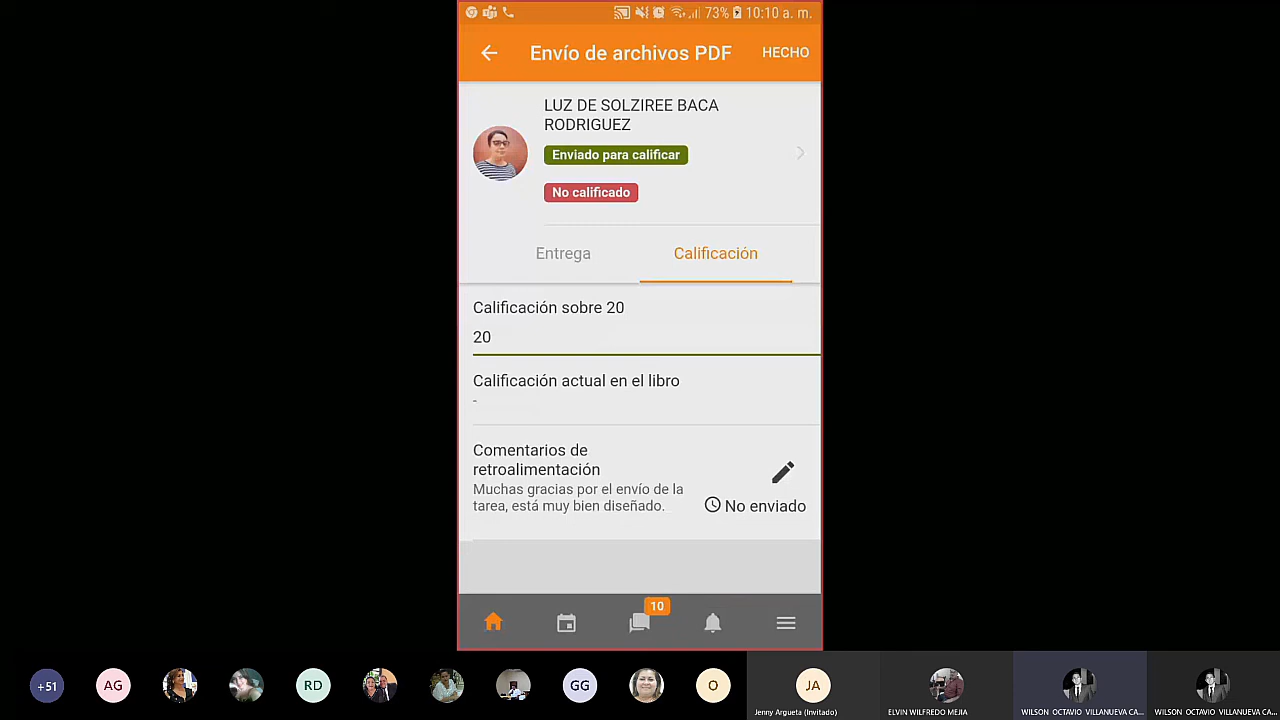 73% 10:10 a. m.
Envío de archivos PDF
HECHO
LUZ DE SOLZIREE BACA
RODRIGUEZ
Enviado para calificar
No calificado
Entrega
Calificación
Calificación sobre 20
20
Calificación actual en el libro
-
Comentarios de
retroalimentación
Muchas gracias por el envío de la
tarea, está muy bien diseñado.
No enviado
10
+51
AG
RD
GG
O
JA
Jenny Argueta (Invitado)
ELVIN WILFREDO MEJIA
WILSON OCTAVIO VILLANUEVA CA...
WILSON OCTAVIO VILLANUEVA CA...